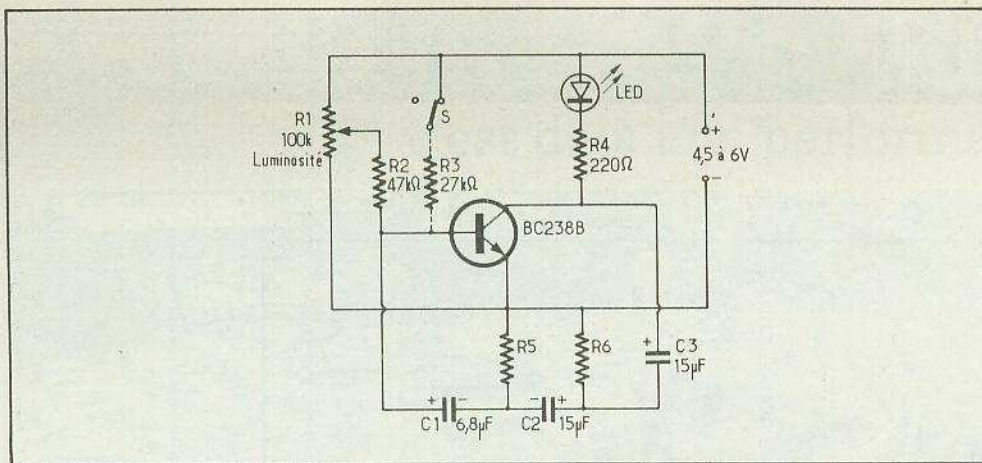 R1
100k
Luminosité
R2
47kΩ
S
R3
27kΩ
LED
R4
220Ω
+
4,5 à 6V
−
BC238B
R5
R6
+
C3
15µF
+ −
C1 6,8µF
− +
C2 15µF